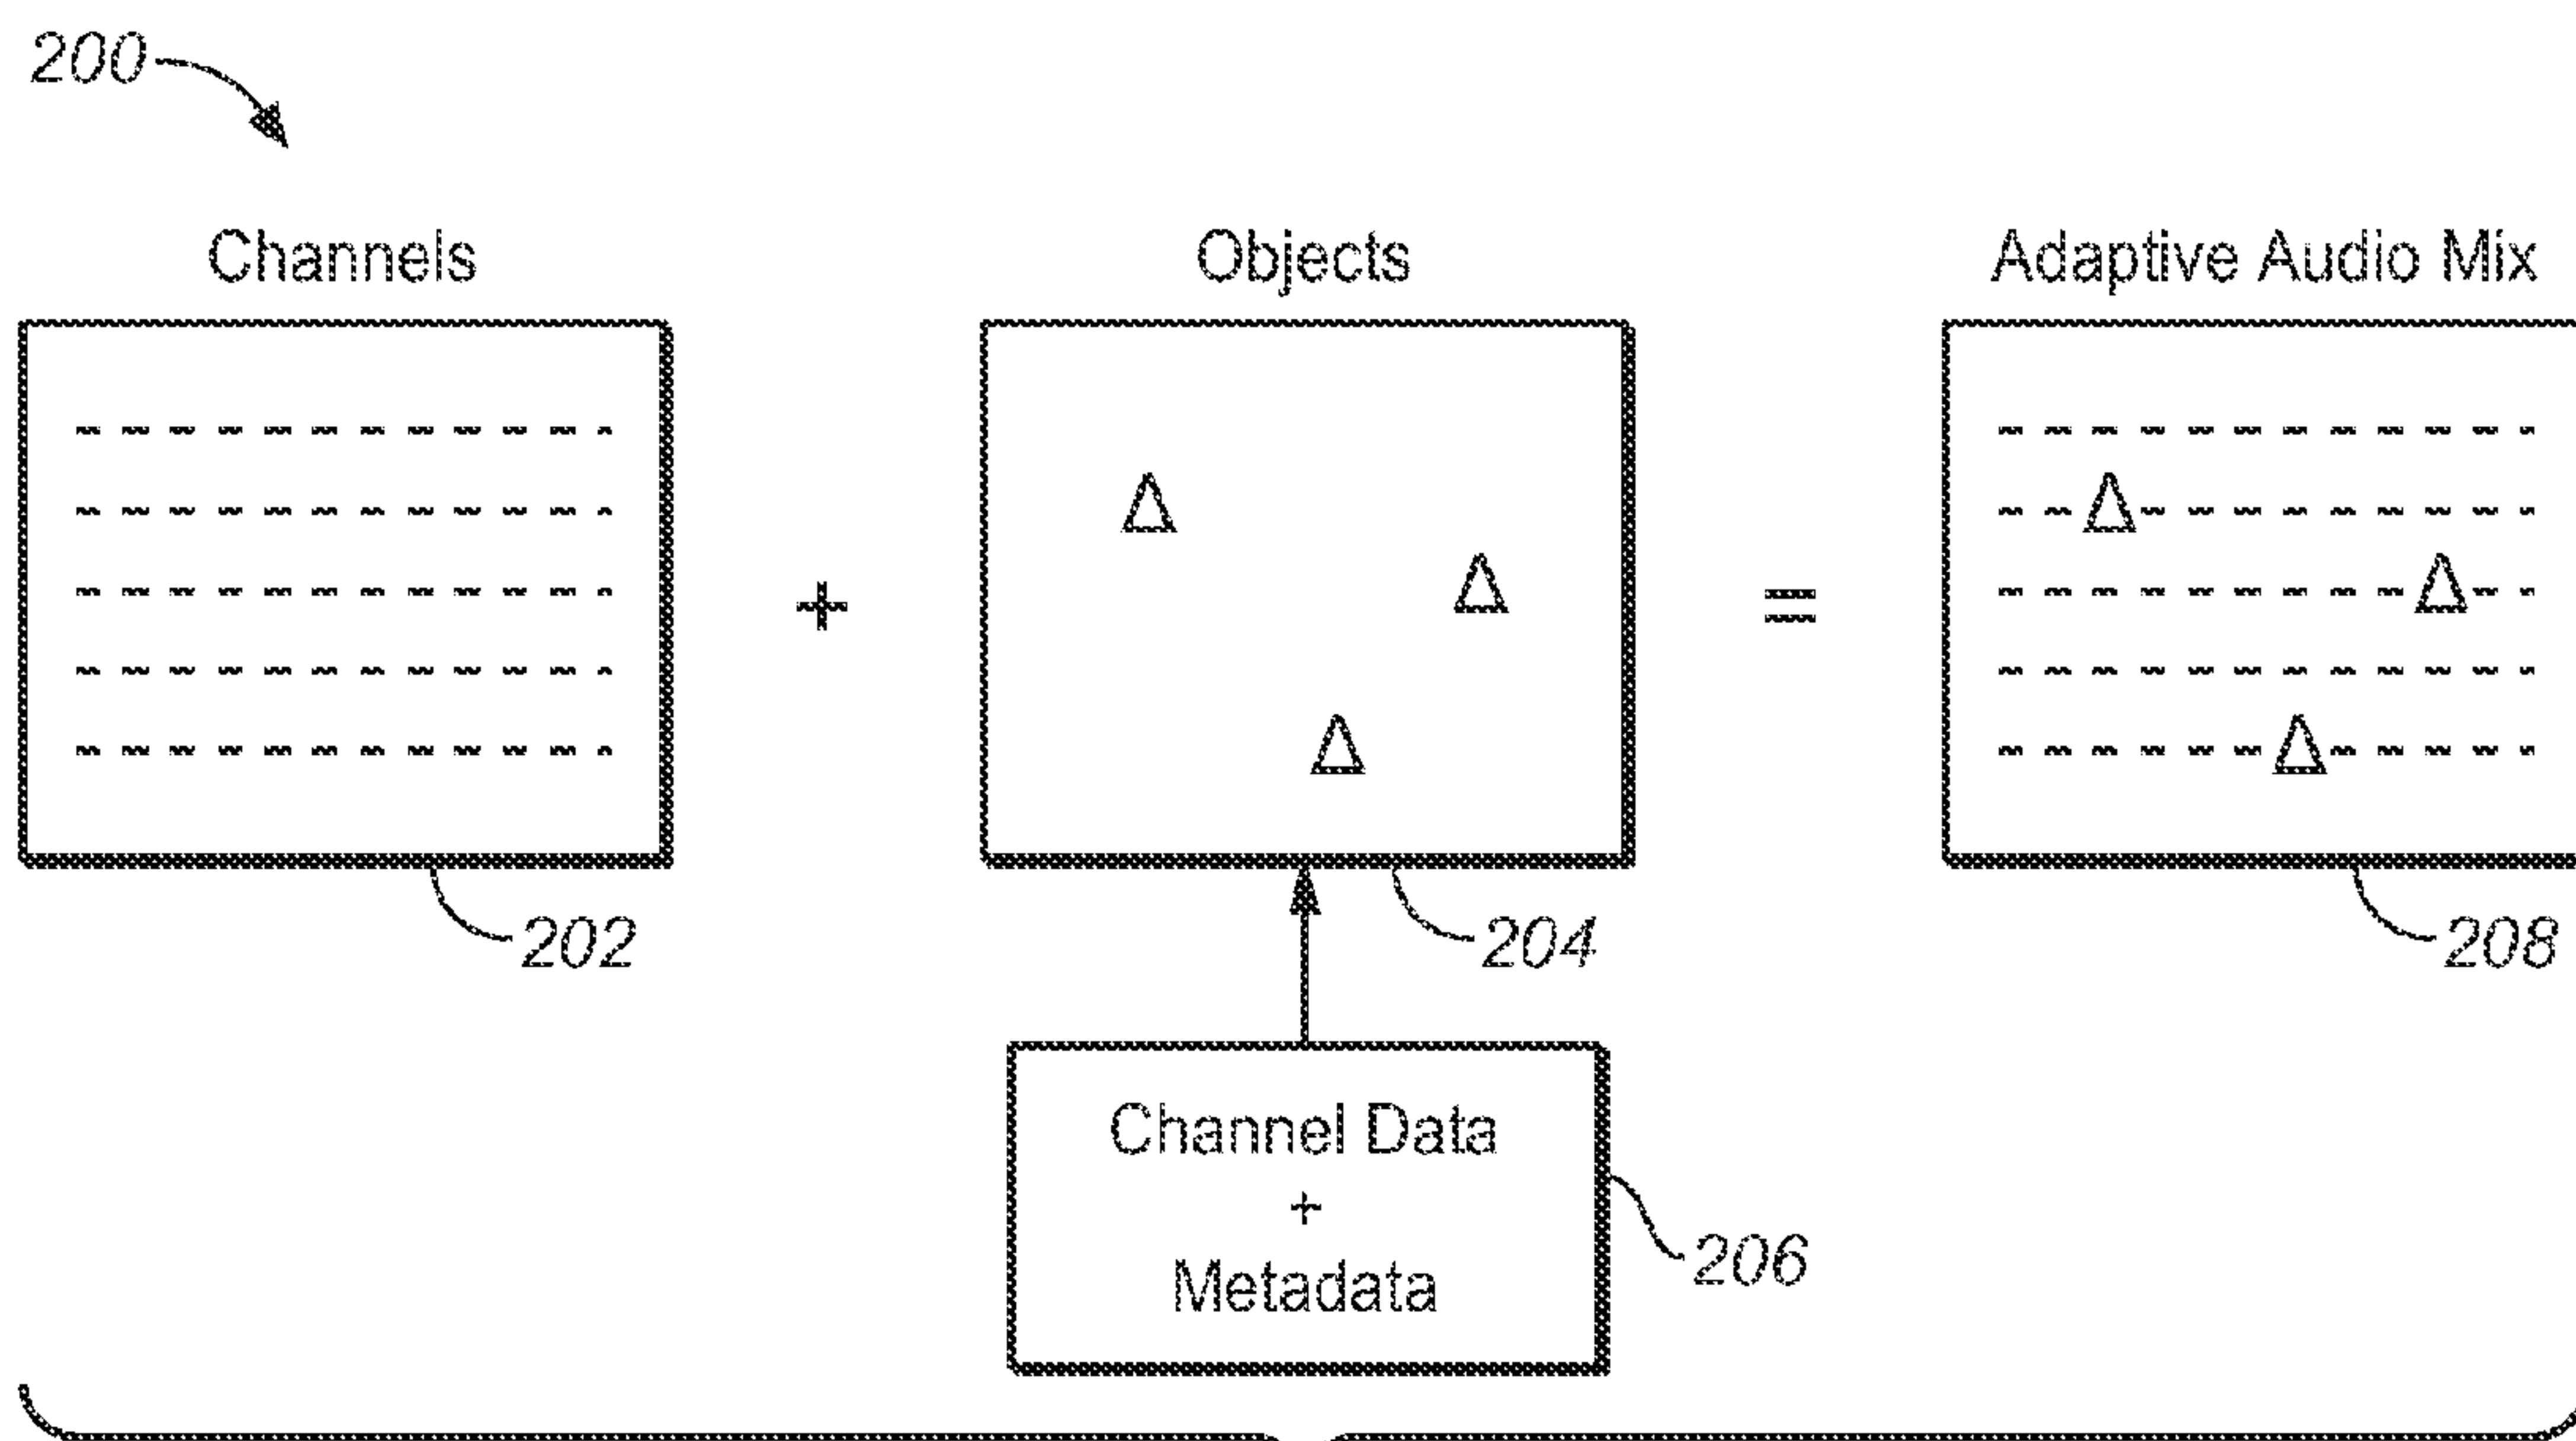 200
Channels
Objects
Adaptive Audio Mix
+
=
202
204
208
Channel Data
+
Metadata
206